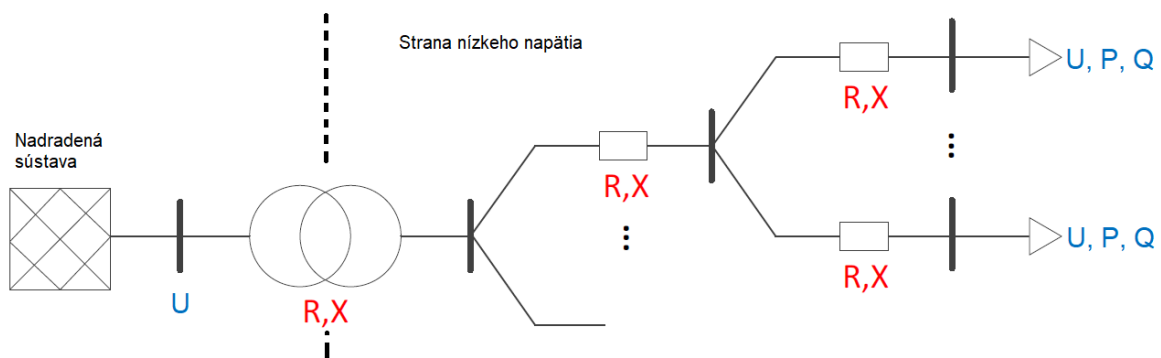 Strana nízkeho napätia
U, P, Q
R,X
Nadradená
sústava
R,X
U, P, Q
R,X
U
R,X